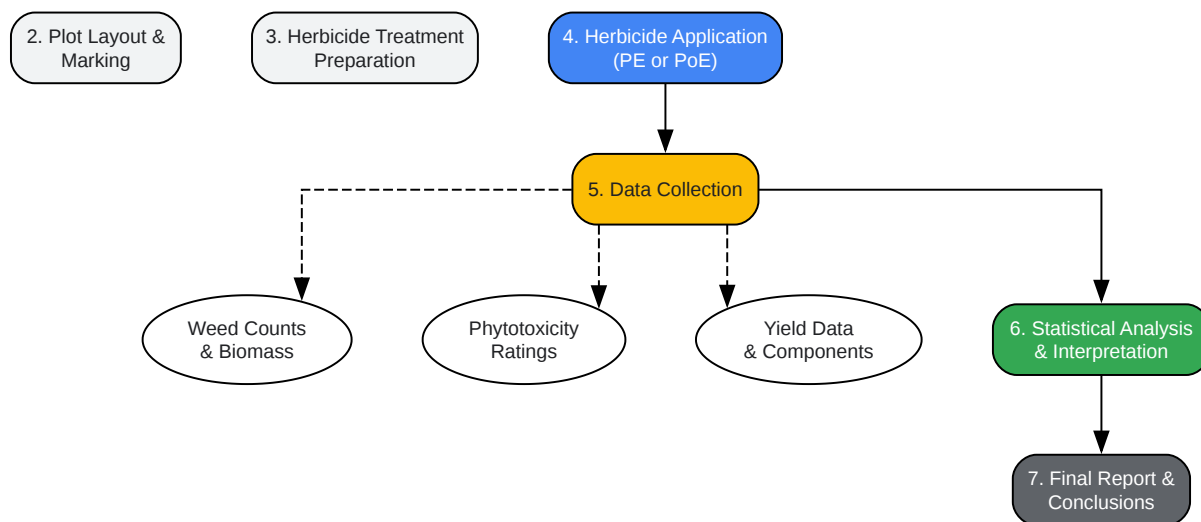 2. Plot Layout &
Marking
3. Herbicide Treatment
Preparation
4. Herbicide Application
(PE or PoE)
5. Data Collection
Weed Counts
& Biomass
Phytotoxicity
Ratings
Yield Data
& Components
6. Statistical Analysis
& Interpretation
7. Final Report &
Conclusions